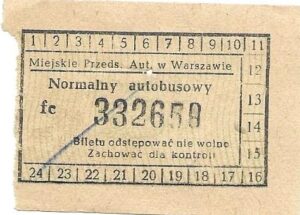 1 2 3 4 5 6 7 8 9 10 11
Miejskie Przeds. Aut. w Warszawie 12
Normalny autobusowy
13
fc 332659
14
Biletu odstępować nie wolno
Zachować dla kontroli 15
24 23 22 21 20 19 18 17 16